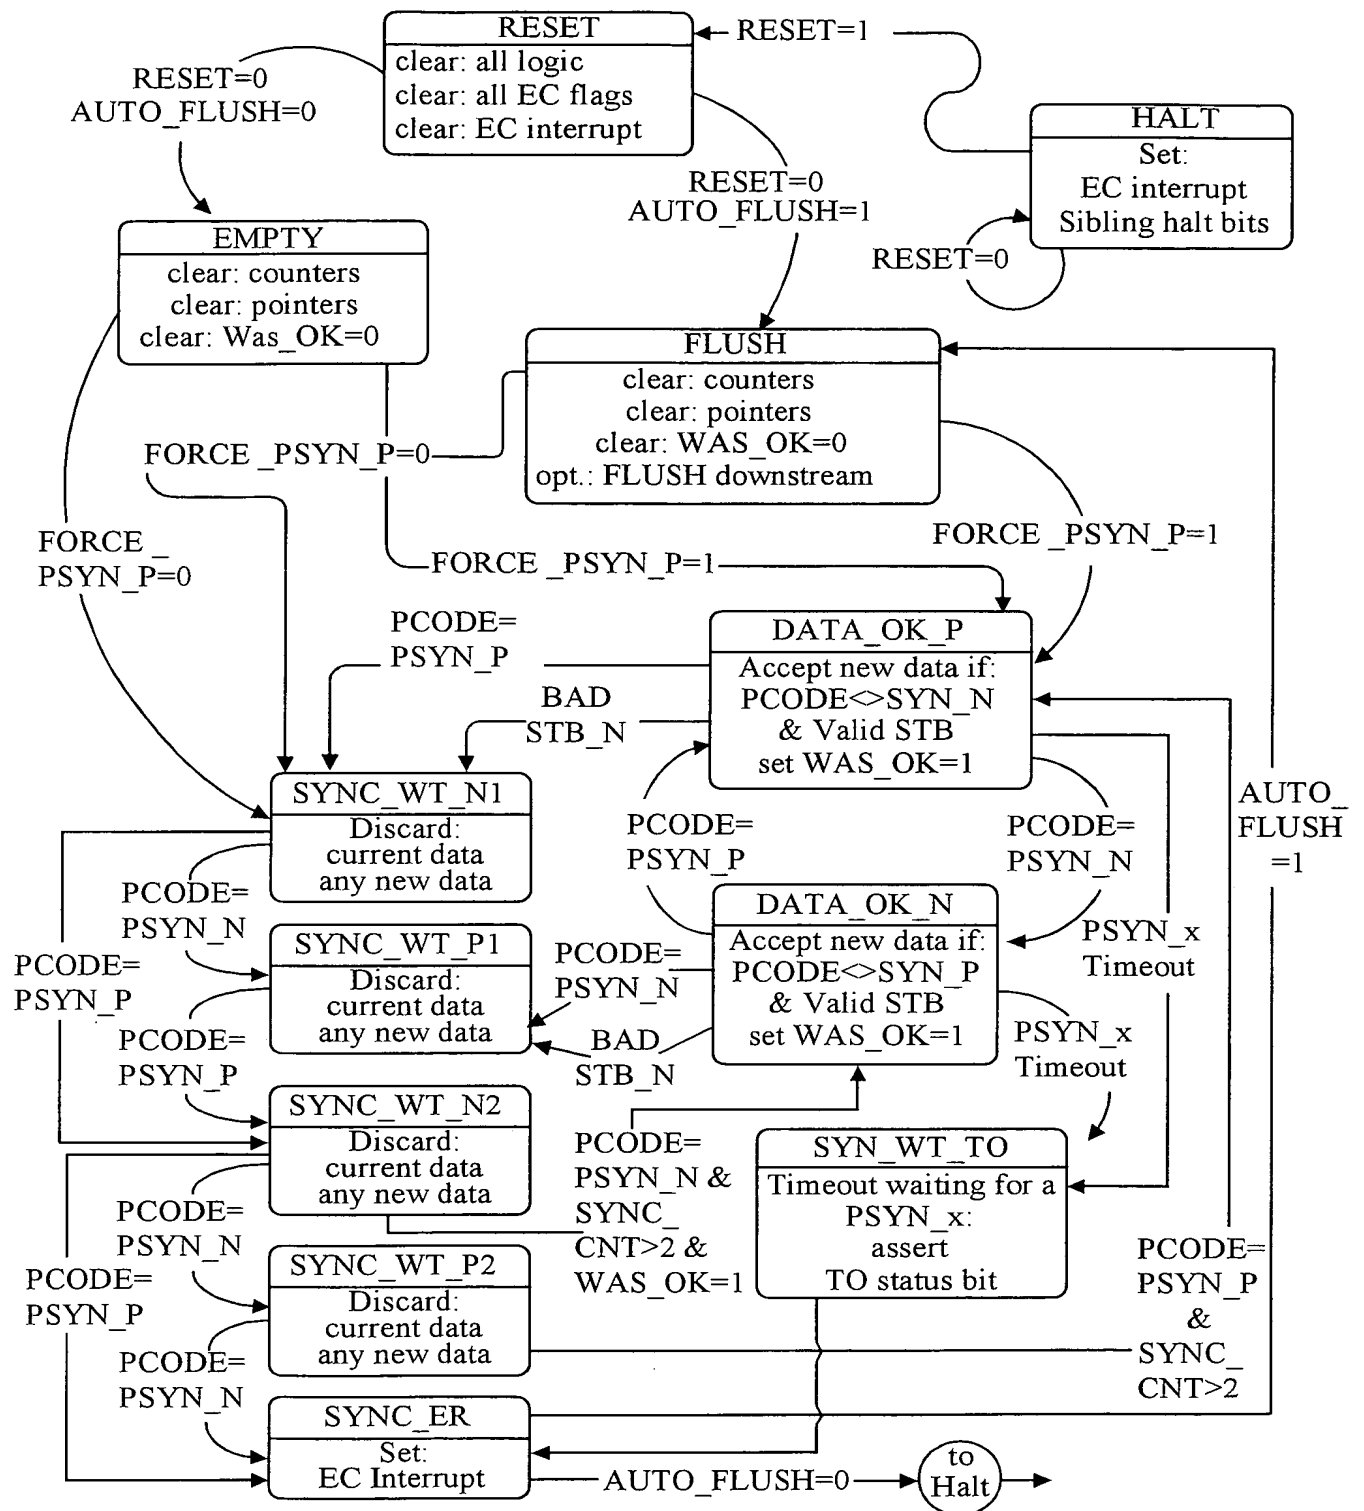 RESET
clear: all logic
clear: all EC flags
clear: EC interrupt
RESET=1
RESET=0
AUTO_FLUSH=0
HALT
Set:
EC interrupt
Sibling halt bits
RESET=0
RESET=0
AUTO_FLUSH=1
EMPTY
clear: counters
clear: pointers
clear: Was_OK=0
FLUSH
clear: counters
clear: pointers
clear: WAS_OK=0
opt.: FLUSH downstream
FORCE_PSYN_P=0
FORCE_
PSYN_P=0
FORCE_PSYN_P=1
FORCE_PSYN_P=1
PCODE=
PSYN_P
BAD
STB_N
DATA_OK_P
Accept new data if:
PCODE<>SYN_N
& Valid STB
set WAS_OK=1
SYNC_WT_N1
Discard:
current data
any new data
PCODE=
PSYN_P
PCODE=
PSYN_N
AUTO_
FLUSH
=1
PCODE=
PSYN_N
DATA_OK_N
Accept new data if:
PCODE<>SYN_P
& Valid STB
set WAS_OK=1
PSYN_x
Timeout
SYNC_WT_P1
Discard:
current data
any new data
PCODE=
PSYN_P
PCODE=
PSYN_N
BAD
STB_N
PSYN_x
Timeout
PCODE=
PSYN_P
SYNC_WT_N2
Discard:
current data
any new data
PCODE=
PSYN_N &
SYNC_
CNT>2 &
WAS_OK=1
SYN_WT_TO
Timeout waiting for a
PSYN_x:
assert
TO status bit
PCODE=
PSYN_N
PCODE=
PSYN_P
SYNC_WT_P2
Discard:
current data
any new data
PCODE=
PSYN_P
&
SYNC_
CNT>2
PCODE=
PSYN_N
SYNC_ER
Set:
EC Interrupt
AUTO_FLUSH=0
to
Halt